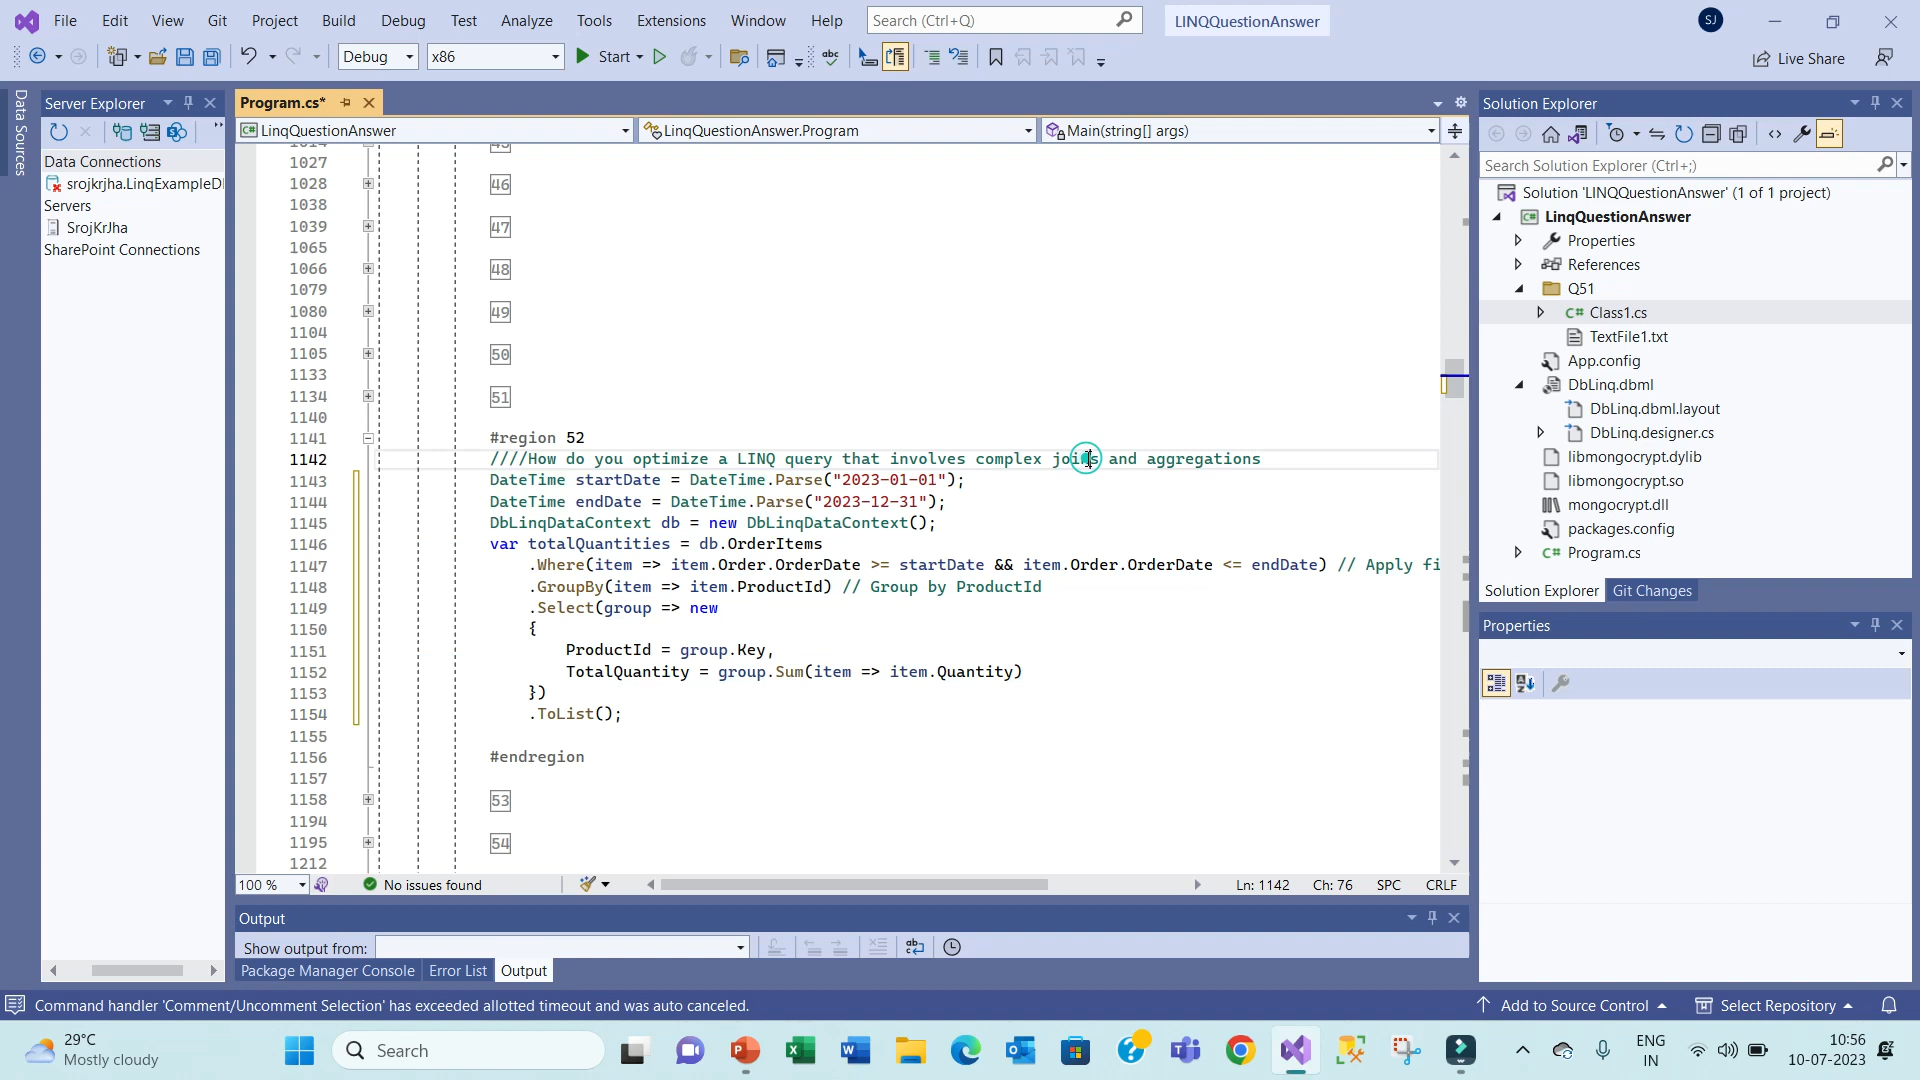 File Edit View Git Project Build Debug Test Analyze Tools Extensions Window Help Search (Ctrl+Q) LINQQuestionAnswer SJ
Debug x86 Start Live Share
Data Sources
Server Explorer
Data Connections
srojkrjha.LinqExampleD
Servers
SrojKrJha
SharePoint Connections
Program.cs*
LinqQuestionAnswer LinqQuestionAnswer.Program Main(string[] args)
1027
1028 46
1038
1039 47
1065
1066 48
1079
1080 49
1104
1105 50
1133
1134 51
1140
1141 #region 52
1142 ////How do you optimize a LINQ query that involves complex joins and aggregations
1143 DateTime startDate = DateTime.Parse("2023-01-01");
1144 DateTime endDate = DateTime.Parse("2023-12-31");
1145 DbLinqDataContext db = new DbLinqDataContext();
1146 var totalQuantities = db.OrderItems
1147 .Where(item => item.Order.OrderDate >= startDate && item.Order.OrderDate <= endDate) // Apply fi
1148 .GroupBy(item => item.ProductId) // Group by ProductId
1149 .Select(group => new
1150 {
1151 ProductId = group.Key,
1152 TotalQuantity = group.Sum(item => item.Quantity)
1153 })
1154 .ToList();
1155
1156 #endregion
1157
1158 53
1194
1195 54
1212
100 % No issues found Ln: 1142 Ch: 76 SPC CRLF
Output
Show output from:
Package Manager Console Error List Output
Solution Explorer
Search Solution Explorer (Ctrl+;)
Solution 'LINQQuestionAnswer' (1 of 1 project)
LinqQuestionAnswer
Properties
References
Q51
Class1.cs
TextFile1.txt
App.config
DbLinq.dbml
DbLinq.dbml.layout
DbLinq.designer.cs
libmongocrypt.dylib
libmongocrypt.so
mongocrypt.dll
packages.config
Program.cs
Solution Explorer Git Changes
Properties
Command handler 'Comment/Uncomment Selection' has exceeded allotted timeout and was auto canceled. Add to Source Control Select Repository
29°C
Mostly cloudy
Search
ENG
IN
10:56
10-07-2023